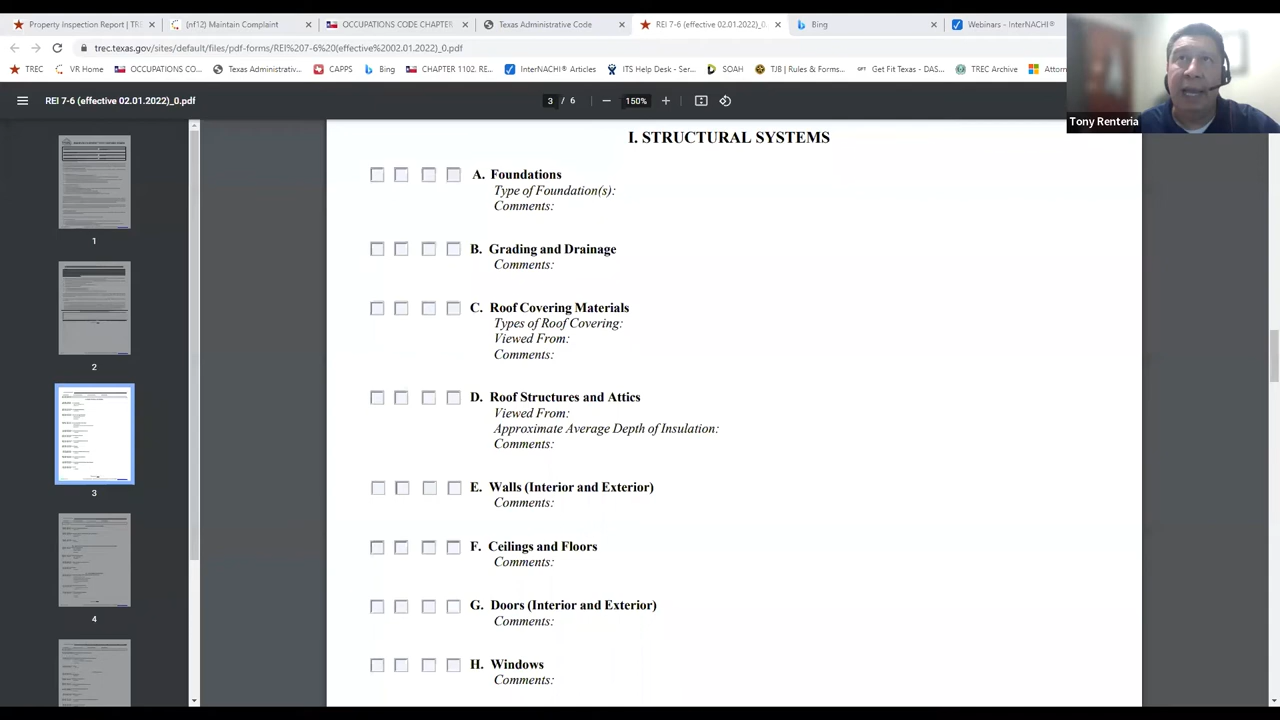 Property Inspection Report | TRE
(nf12) Maintain Complaint
OCCUPATIONS CODE CHAPTER
Texas Administrative Code
REI 7-6 (effective 02.01.2022)_0.p
Bing
Webinars - InterNACHI®
trec.texas.gov/sites/default/files/pdf-forms/REI%207-6%20(effective%2002.01.2022)_0.pdf
TREC
VR Home
OCCUPATIONS CO...
Texas Administrativ...
CAPPS
Bing
CHAPTER 1102. RE...
InterNACHI® Articles
ITS Help Desk - Ser...
SOAH
TJB | Rules & Forms...
Get Fit Texas - DAS...
TREC Archive
Attorn
REI 7-6 (effective 02.01.2022)_0.pdf
3 / 6
150%
Tony Renteria
1
2
3
4
I. STRUCTURAL SYSTEMS
A. Foundations
Type of Foundation(s):
Comments:
B. Grading and Drainage
Comments:
C. Roof Covering Materials
Types of Roof Covering:
Viewed From:
Comments:
D. Roof Structures and Attics
Viewed From:
Approximate Average Depth of Insulation:
Comments:
E. Walls (Interior and Exterior)
Comments:
F. Ceilings and Floors
Comments:
G. Doors (Interior and Exterior)
Comments:
H. Windows
Comments: